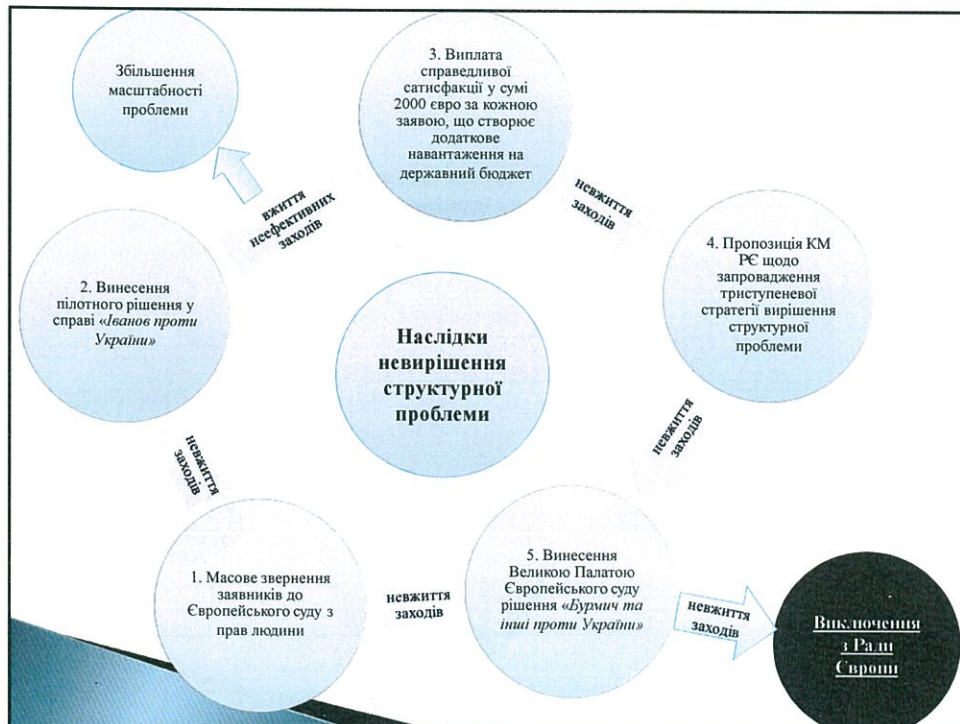 Збільшення
масштабності
проблеми
3. Виплата
справедливої
сатисфакції у сумі
2000 євро за кожною
заявою, що створює
додаткове
навантаження на
державний бюджет
вжиття
неефективних
заходів
невжиття
заходів
2. Винесення
пілотного рішення у
справі «Іванов проти
України»
4. Пропозиція КМ
РЄ щодо
запровадження
триступеневої
стратегії вирішення
структурної
проблеми
Наслідки
невирішення
структурної
проблеми
невжиття
заходів
невжиття
заходів
1. Масове звернення
заявників до
Європейського суду з
прав людини
невжиття
заходів
5. Винесення
Великою Палатою
Європейського суду
рішення «Бурмич та
інші проти України»
невжиття
заходів
Виключення
з Ради
Європи